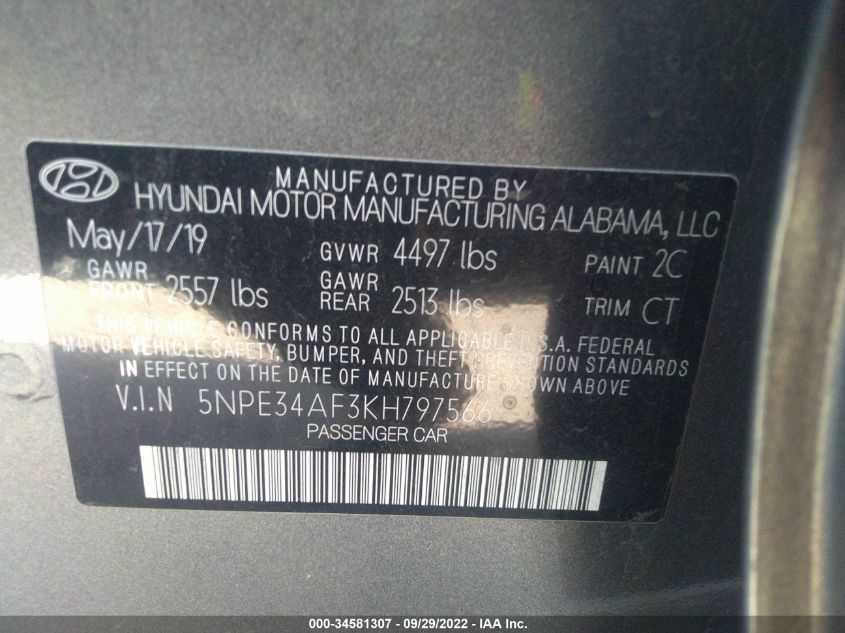 MANUFACTURED BY
HYUNDAI MOTOR MANUFACTURING ALABAMA, LLC
May/17/19 GVWR 4497 lbs PAINT 2C
GAWR FRONT 2557 lbs GAWR REAR 2513 lbs TRIM CT
THIS VEHICLE CONFORMS TO ALL APPLICABLE U.S.A. FEDERAL
MOTOR VEHICLE SAFETY, BUMPER, AND THEFT PREVENTION STANDARDS
IN EFFECT ON THE DATE OF MANUFACTURE SHOWN ABOVE
V.I.N 5NPE34AF3KH797566
PASSENGER CAR
000-34581307 - 09/29/2022 - IAA Inc.